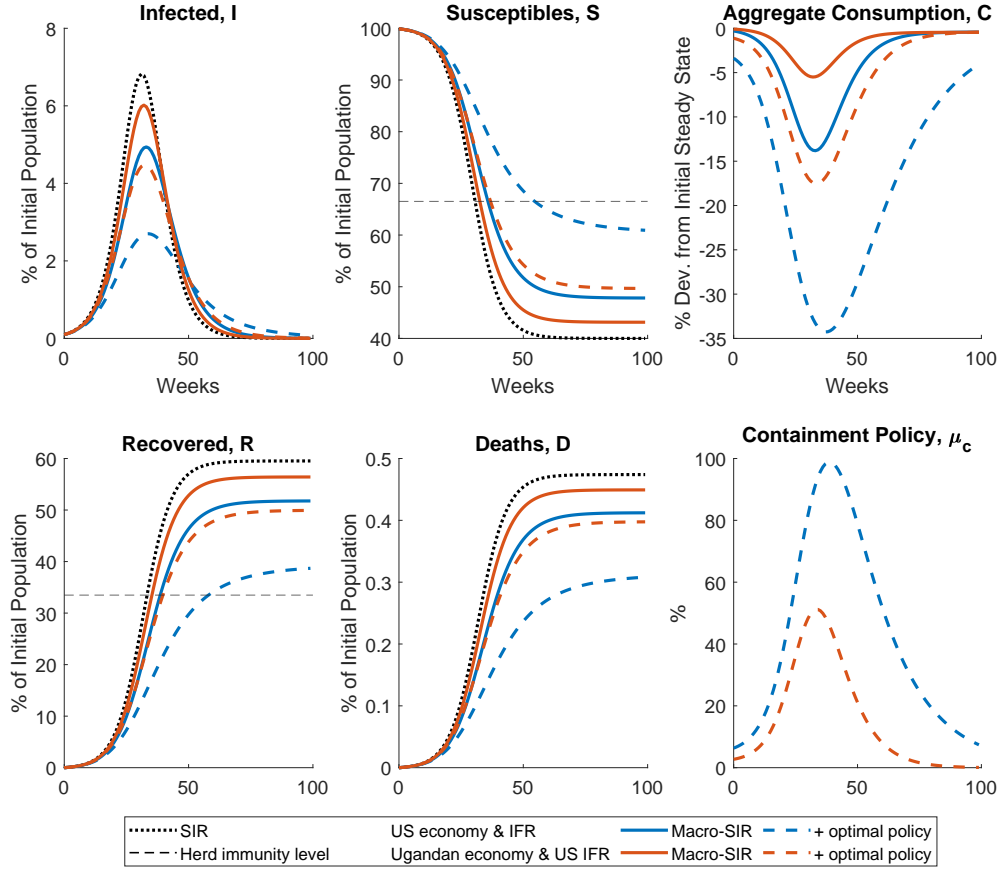 Infected, I
% of Initial Population
8
6
4
2
0
0 50 100
Weeks
Susceptibles, S
% of Initial Population
100
90
80
70
60
50
40
0 50 100
Weeks
Aggregate Consumption, C
% Dev. from Initial Steady State
0
-5
-10
-15
-20
-25
-30
-35
0 50 100
Weeks
Recovered, R
% of Initial Population
60
50
40
30
20
10
0
0 50 100
Deaths, D
% of Initial Population
0.5
0.4
0.3
0.2
0.1
0
0 50 100
Containment Policy, μc
%
100
80
60
40
20
0
0 50 100
SIR US economy & IFR Macro-SIR + optimal policy
Herd immunity level Ugandan economy & US IFR Macro-SIR + optimal policy